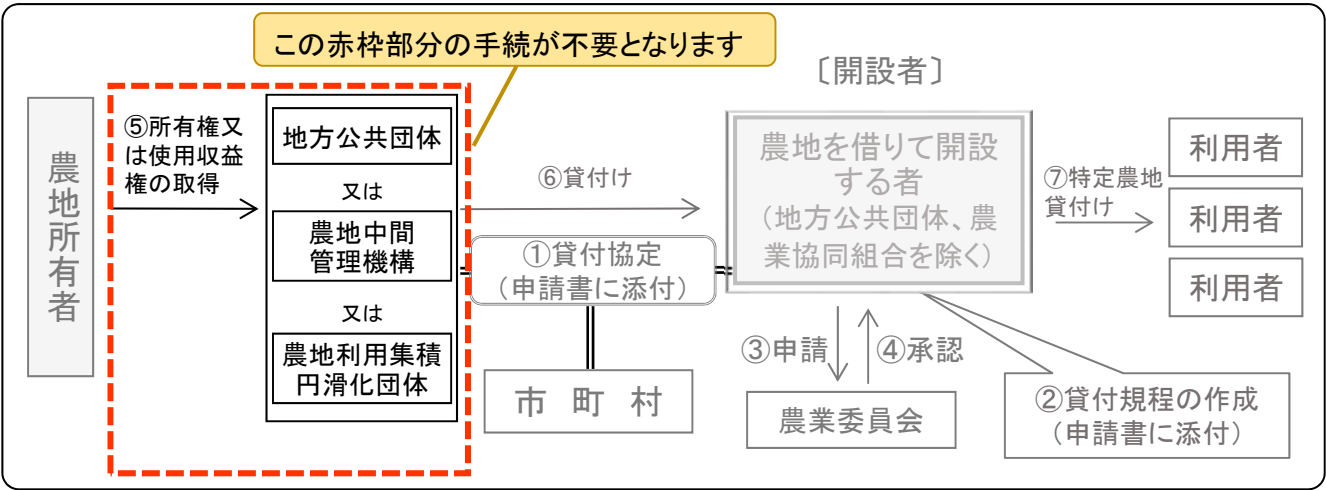 この赤枠部分の手続が不要となります
〔開設者〕
農地所有者
⑤所有権又
は使用収益
権の取得
地方公共団体
又は
農地中間
管理機構
又は
農地利用集積
円滑化団体
⑥貸付け
①貸付協定
(申請書に添付)
市 町 村
農地を借りて開設
する者
(地方公共団体、農
業協同組合を除く)
③申請
④承認
農業委員会
②貸付規程の作成
(申請書に添付)
⑦特定農地
貸付け
利用者
利用者
利用者